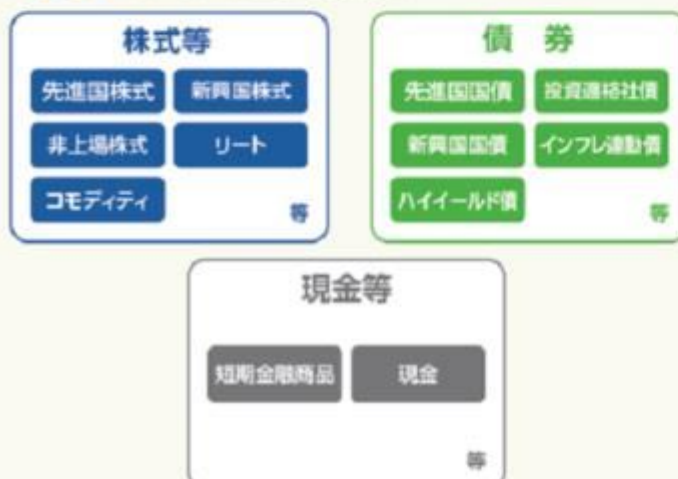 株式等
先進国株式 新興国株式
非上場株式 リート
コモディティ
等
債 券
先進国国債 投資適格社債
新興国国債 インフレ連動債
ハイイールド債
等
現金等
短期金融商品 現金
等